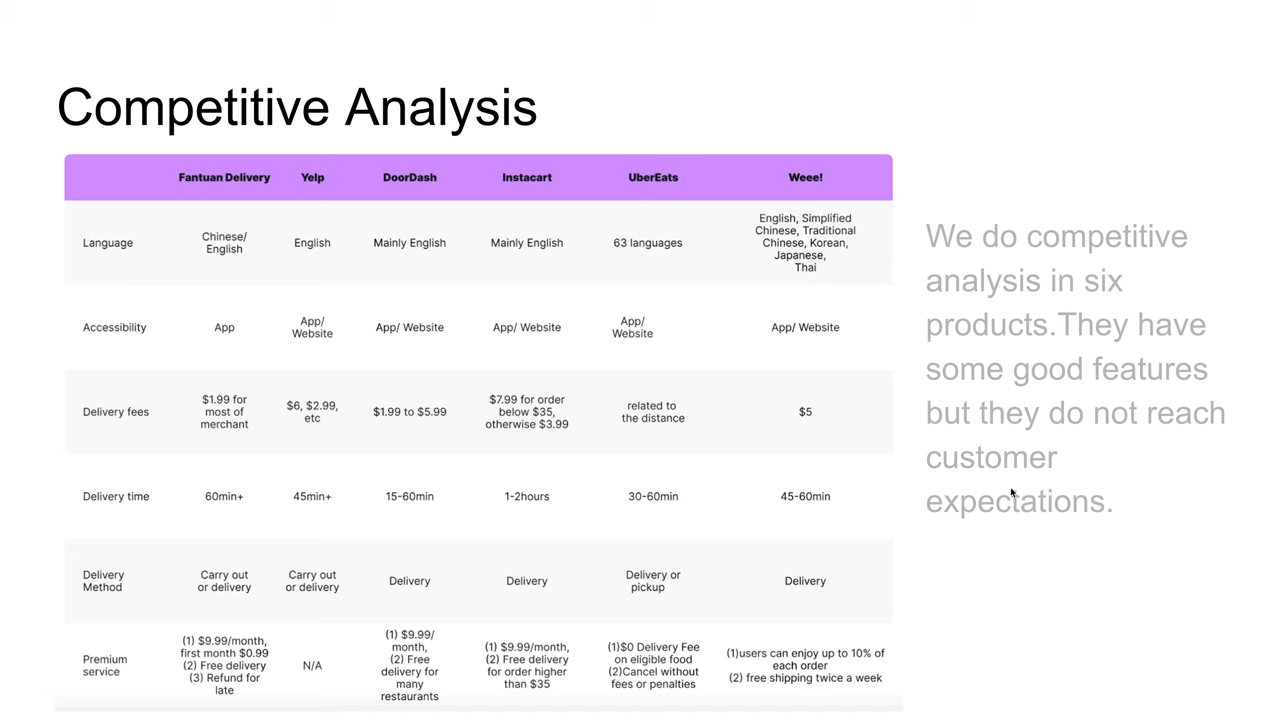 Competitive Analysis
Fantuan Delivery Yelp DoorDash Instacart UberEats Weee!
Language
Chinese/
English
English
Mainly English
Mainly English
63 languages
English, Simplified
Chinese, Traditional
Chinese, Korean,
Japanese,
Thai
Accessibility
App
App/
Website
App/ Website
App/ Website
App/
Website
App/ Website
Delivery fees
$1.99 for
most of
merchant
$6, $2.99,
etc
$1.99 to $5.99
$7.99 for order
below $35,
otherwise $3.99
related to
the distance
$5
Delivery time
60min+
45min+
15-60min
1-2hours
30-60min
45-60min
Delivery
Method
Carry out
or delivery
Carry out
or delivery
Delivery
Delivery
Delivery or
pickup
Delivery
Premium
service
(1) $9.99/month,
first month $0.99
(2) Free delivery
(3) Refund for
late
N/A
(1) $9.99/
month,
(2) Free
delivery for
many
restaurants
(1) $9.99/month,
(2) Free delivery
for order higher
than $35
(1)$0 Delivery Fee
on eligible food
(2)Cancel without
fees or penalties
(1)users can enjoy up to 10% of
each order
(2) free shipping twice a week
We do competitive
analysis in six
products.They have
some good features
but they do not reach
customer
expectations.